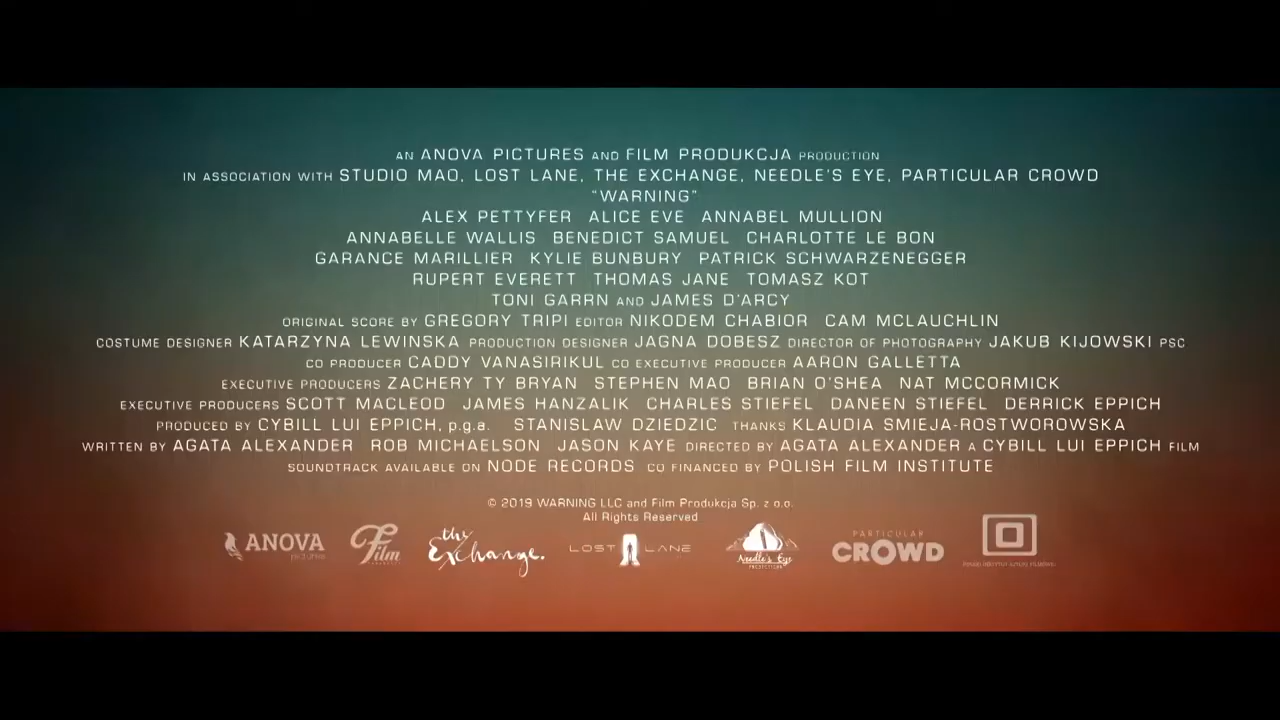 AN ANOVA PICTURES AND FILM PRODUKCJA PRODUCTION
IN ASSOCIATION WITH STUDIO MAO, LOST LANE, THE EXCHANGE, NEEDLE'S EYE, PARTICULAR CROWD
"WARNING"
ALEX PETTYFER ALICE EVE ANNABEL MULLION
ANNABELLE WALLIS BENEDICT SAMUEL CHARLOTTE LE BON
GARANCE MARILLIER KYLIE BUNBURY PATRICK SCHWARZENEGGER
RUPERT EVERETT THOMAS JANE TOMASZ KOT
TONI GARRN AND JAMES D'ARCY
ORIGINAL SCORE BY GREGORY TRIPI EDITOR NIKODEM CHABIOR CAM MCLAUCHLIN
COSTUME DESIGNER KATARZYNA LEWINSKA PRODUCTION DESIGNER JAGNA DOBESZ DIRECTOR OF PHOTOGRAPHY JAKUB KIJOWSKI PSC
CO PRODUCER CADDY VANASIRIKUL CO EXECUTIVE PRODUCER AARON GALLETTA
EXECUTIVE PRODUCERS ZACHERY TY BRYAN STEPHEN MAO BRIAN O'SHEA NAT MCCORMICK
EXECUTIVE PRODUCERS SCOTT MACLEOD JAMES HANZALIK CHARLES STIEFEL DANEEN STIEFEL DERRICK EPPICH
PRODUCED BY CYBILL LUI EPPICH, p.g.a. STANISLAW DZIEDZIC THANKS KLAUDIA SMIEJA-ROSTWOROWSKA
WRITTEN BY AGATA ALEXANDER ROB MICHAELSON JASON KAYE DIRECTED BY AGATA ALEXANDER A CYBILL LUI EPPICH FILM
SOUNDTRACK AVAILABLE ON NODE RECORDS CO FINANCED BY POLISH FILM INSTITUTE
© 2019 WARNING LLC and Film Produkcja Sp. z o.o.
All Rights Reserved
ANOVA PICTURES
Film
the Exchange.
LOST LANE
Needle's Eye
PRODUCTIONS
PARTICULAR CROWD